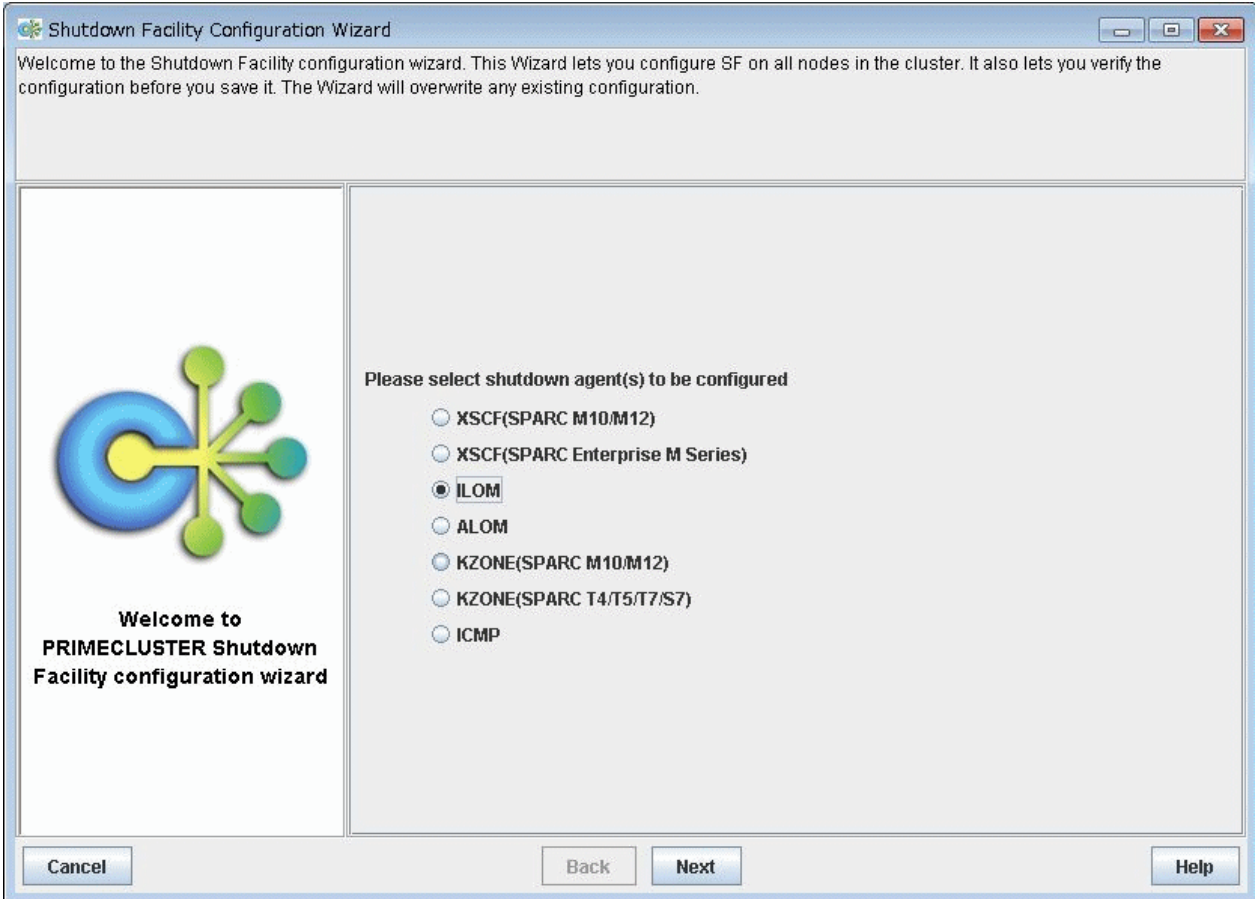 Shutdown Facility Configuration Wizard
Welcome to the Shutdown Facility configuration wizard. This Wizard lets you configure SF on all nodes in the cluster. It also lets you verify the
configuration before you save it. The Wizard will overwrite any existing configuration.
Welcome to
PRIMECLUSTER Shutdown
Facility configuration wizard
Please select shutdown agent(s) to be configured
XSCF(SPARC M10/M12)
XSCF(SPARC Enterprise M Series)
ILOM
ALOM
KZONE(SPARC M10/M12)
KZONE(SPARC T4/T5/T7/S7)
ICMP
Cancel
Back
Next
Help